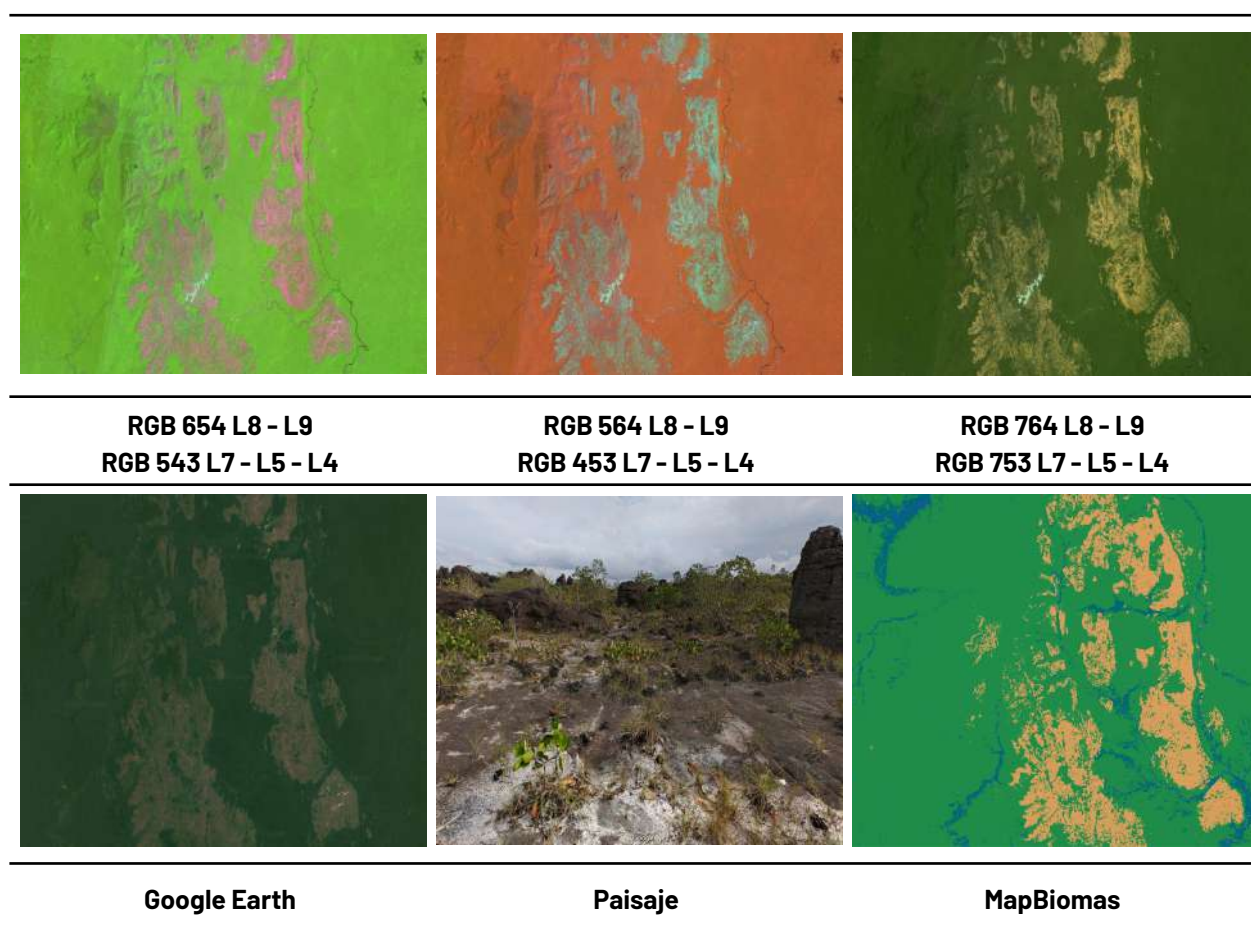 RGB 654 L8 - L9
RGB 543 L7 - L5 - L4
RGB 564 L8 - L9
RGB 453 L7 - L5 - L4
RGB 764 L8 - L9
RGB 753 L7 - L5 - L4
Google Earth
Paisaje
MapBiomas